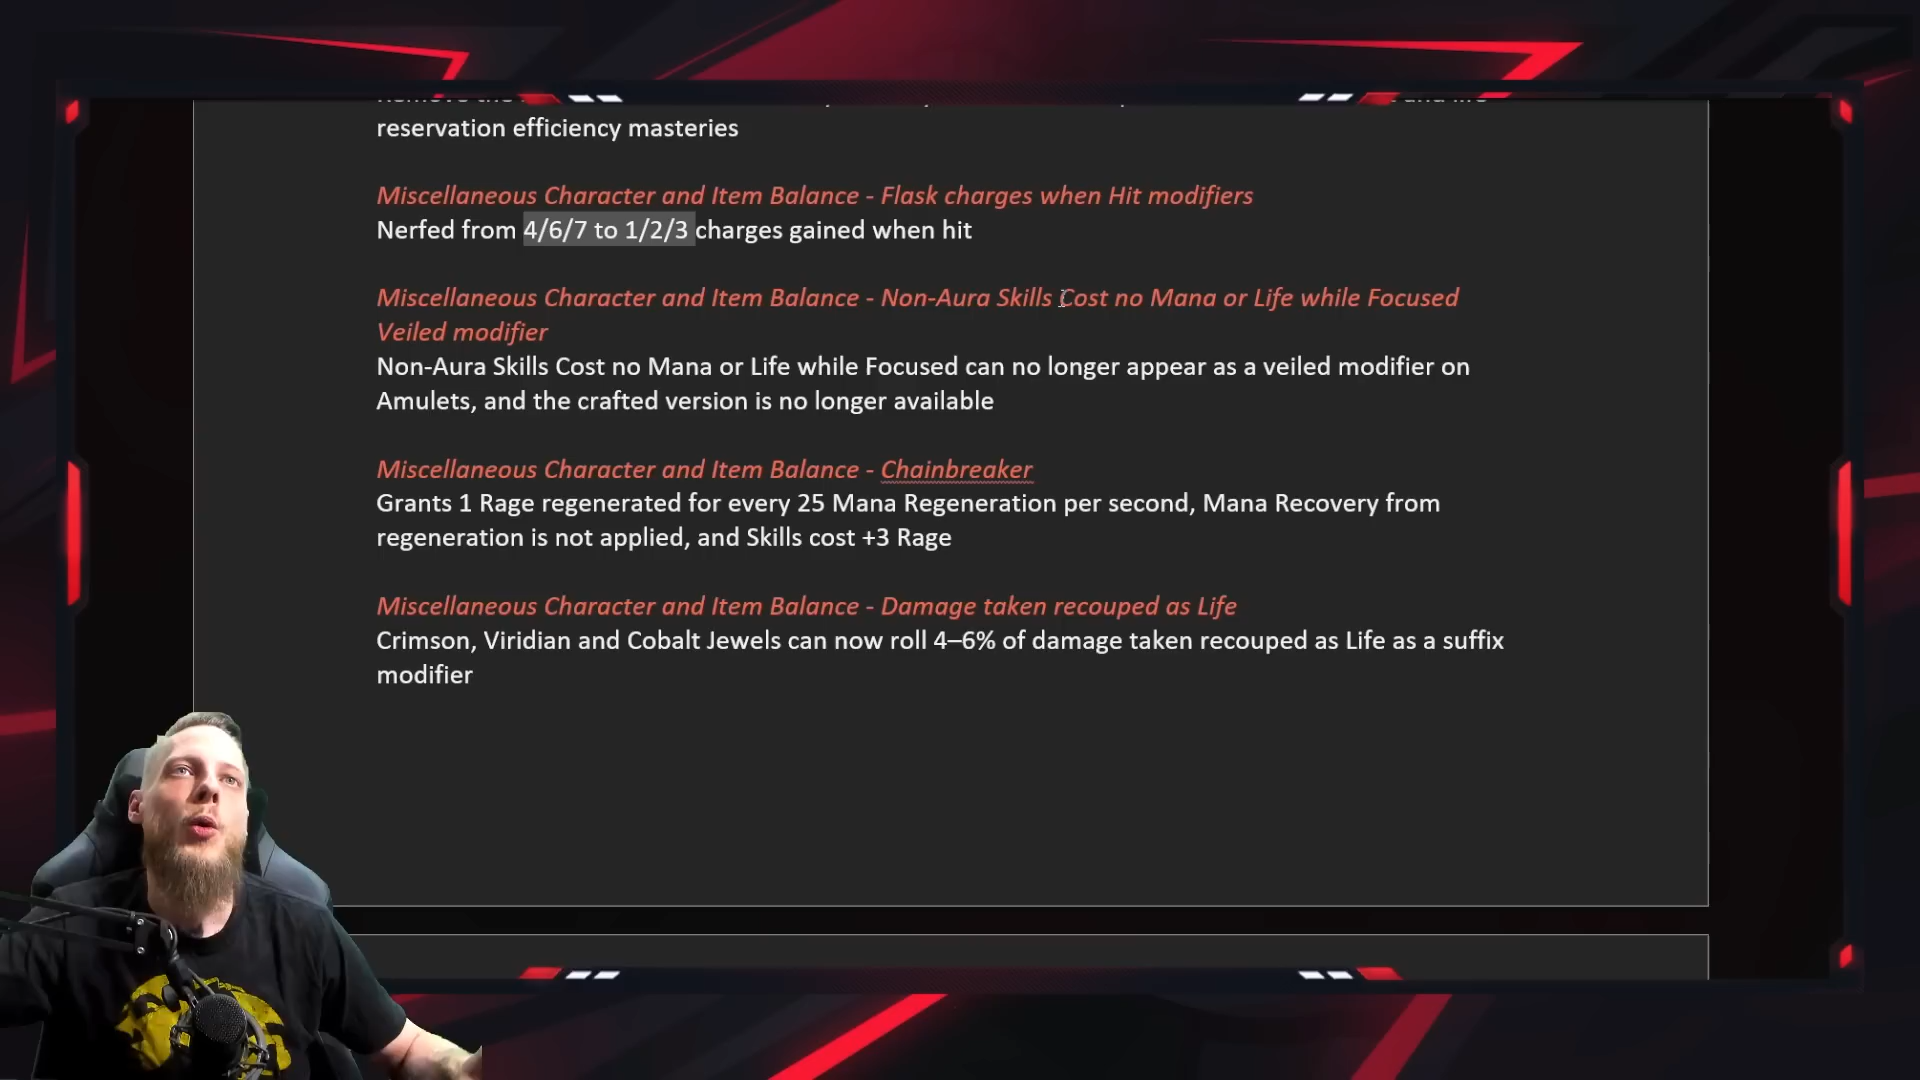 reservation efficiency masteries
Miscellaneous Character and Item Balance - Flask charges when Hit modifiers
Nerfed from 4/6/7 to 1/2/3 charges gained when hit
Miscellaneous Character and Item Balance - Non-Aura Skills Cost no Mana or Life while Focused
Veiled modifier
Non-Aura Skills Cost no Mana or Life while Focused can no longer appear as a veiled modifier on
Amulets, and the crafted version is no longer available
Miscellaneous Character and Item Balance - Chainbreaker
Grants 1 Rage regenerated for every 25 Mana Regeneration per second, Mana Recovery from
regeneration is not applied, and Skills cost +3 Rage
Miscellaneous Character and Item Balance - Damage taken recouped as Life
Crimson, Viridian and Cobalt Jewels can now roll 4–6% of damage taken recouped as Life as a suffix
modifier